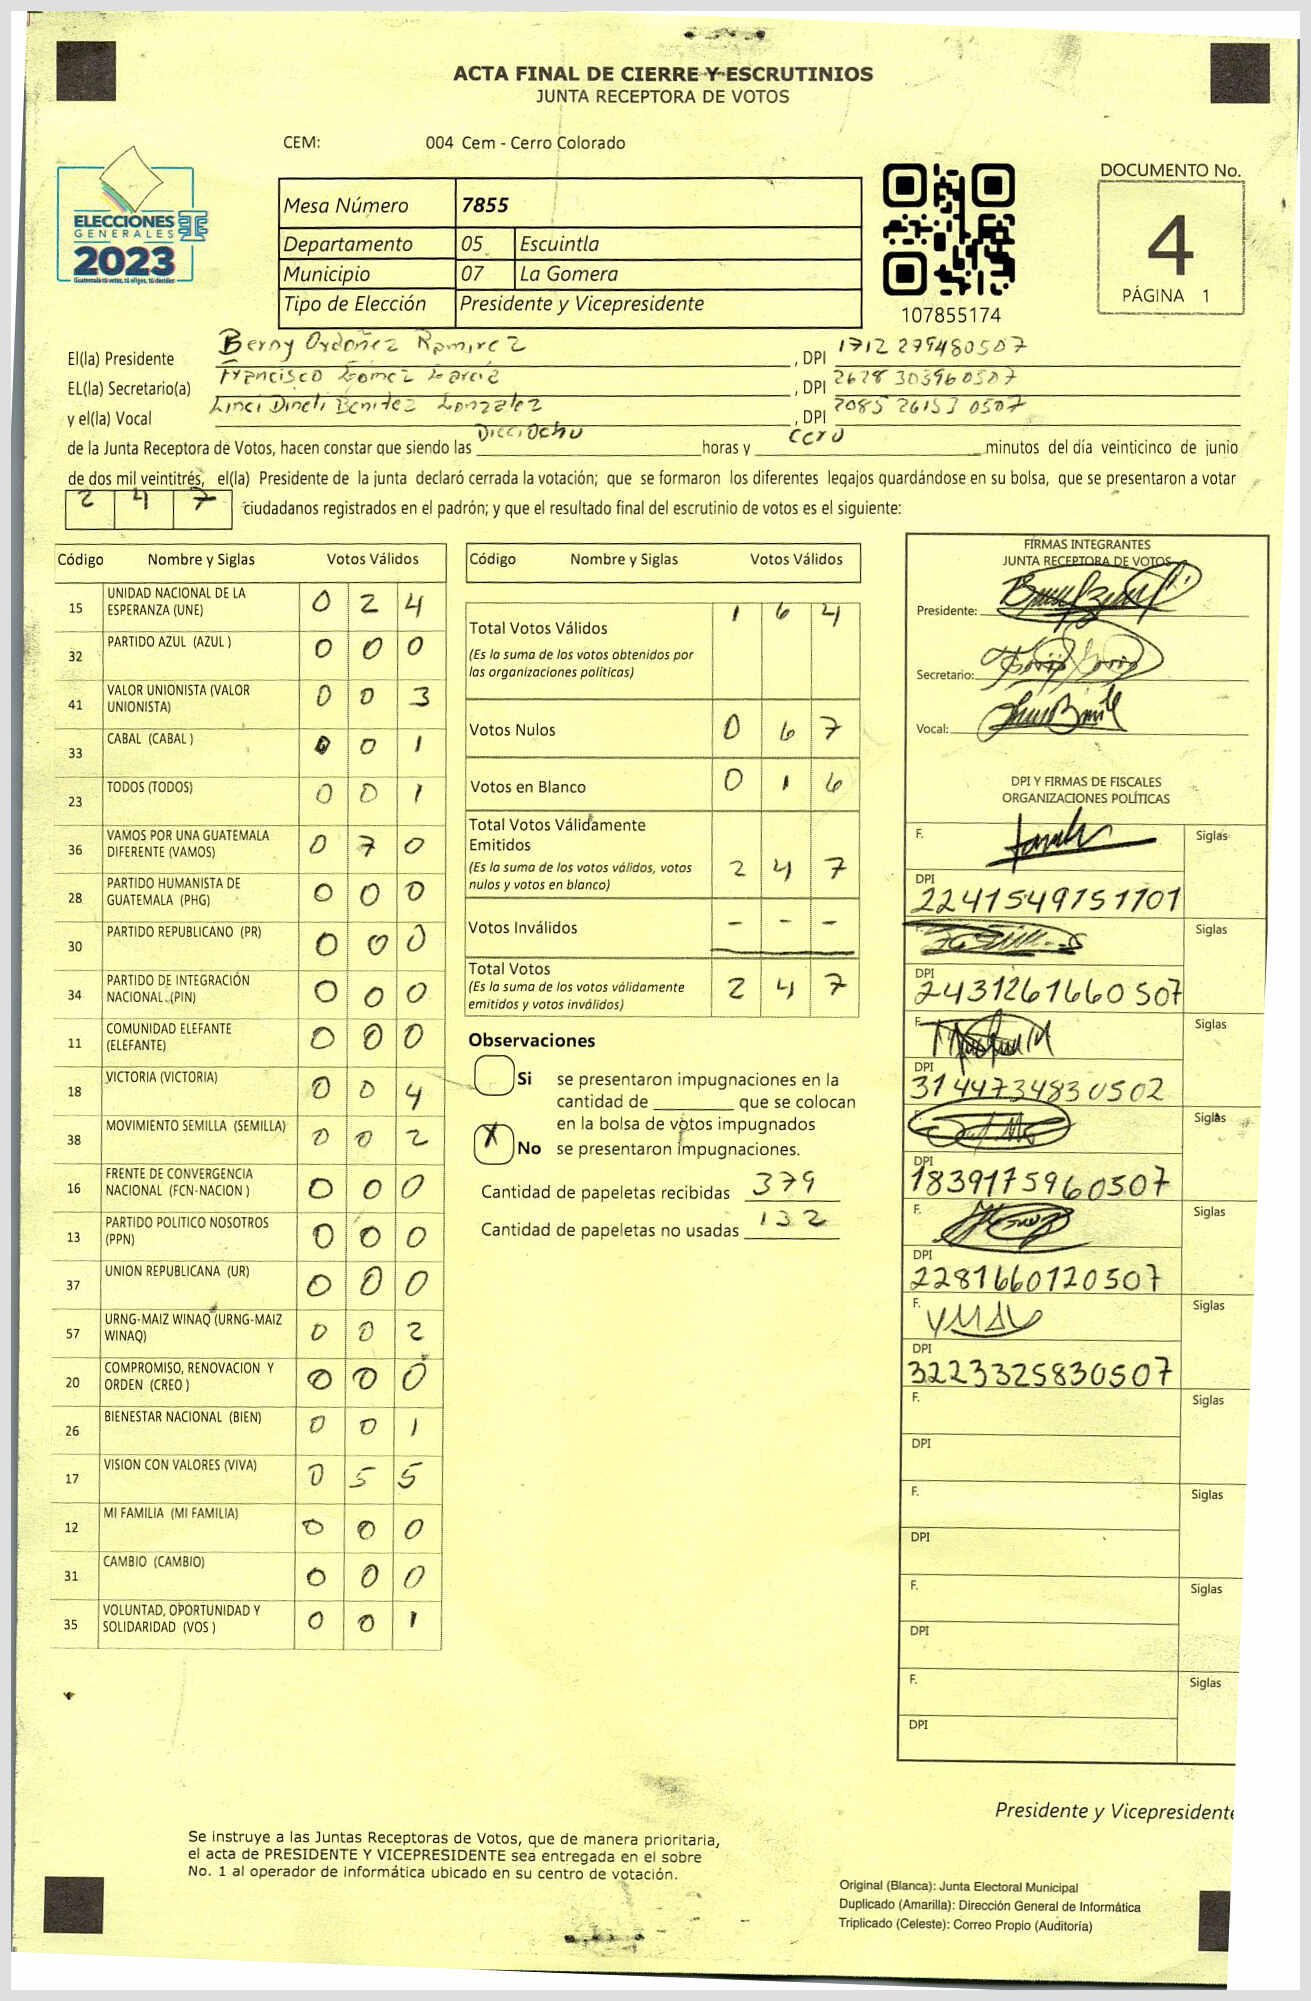 ACTA FINAL DE CIERRE Y ESCRUTINIOS
JUNTA RECEPTORA DE VOTOS
CEM: 004 Cem - Cerro Colorado
ELECCIONES
GENERALES
2023
Guatemala tú votas, tú eliges, tú decides
Mesa Número 7855
Departamento 05 Escuintla
Municipio 07 La Gomera
Tipo de Elección Presidente y Vicepresidente
107855174
DOCUMENTO No.
4
PÁGINA 1
El(la) Presidente Berny Ordoñez Ramirez , DPI 1712 279480507
EL(la) Secretario(a) Francisco Gómez García , DPI 2628 303960507
y el(la) Vocal Benitez Gonzalez , DPI 2085 26153 0507
de la Junta Receptora de Votos, hacen constar que siendo las Dieciocho horas y cero minutos del día veinticinco de junio
de dos mil veintitrés, el(la) Presidente de la junta declaró cerrada la votación; que se formaron los diferentes legajos guardándose en su bolsa, que se presentaron a votar
2 4 7 ciudadanos registrados en el padrón; y que el resultado final del escrutinio de votos es el siguiente:
Código Nombre y Siglas Votos Válidos
15 UNIDAD NACIONAL DE LA ESPERANZA (UNE) 0 2 4
32 PARTIDO AZUL (AZUL ) 0 0 0
41 VALOR UNIONISTA (VALOR UNIONISTA) 0 0 3
33 CABAL (CABAL ) 0 0 1
23 TODOS (TODOS) 0 0 1
36 VAMOS POR UNA GUATEMALA DIFERENTE (VAMOS) 0 7 0
28 PARTIDO HUMANISTA DE GUATEMALA (PHG) 0 0 0
30 PARTIDO REPUBLICANO (PR) 0 0 0
34 PARTIDO DE INTEGRACIÓN NACIONAL (PIN) 0 0 0
11 COMUNIDAD ELEFANTE (ELEFANTE) 0 0 0
18 VICTORIA (VICTORIA) 0 0 4
38 MOVIMIENTO SEMILLA (SEMILLA) 0 0 2
16 FRENTE DE CONVERGENCIA NACIONAL (FCN-NACION ) 0 0 0
13 PARTIDO POLITICO NOSOTROS (PPN) 0 0 0
37 UNION REPUBLICANA (UR) 0 0 0
57 URNG-MAIZ WINAQ (URNG-MAIZ WINAQ) 0 0 2
20 COMPROMISO, RENOVACION Y ORDEN (CREO ) 0 0 0
26 BIENESTAR NACIONAL (BIEN) 0 0 1
17 VISION CON VALORES (VIVA) 0 5 5
12 MI FAMILIA (MI FAMILIA) 0 0 0
31 CAMBIO (CAMBIO) 0 0 0
35 VOLUNTAD, OPORTUNIDAD Y SOLIDARIDAD (VOS ) 0 0 1
Código Nombre y Siglas Votos Válidos
Total Votos Válidos 1 6 4
(Es la suma de los votos obtenidos por
las organizaciones políticas)
Votos Nulos 0 6 7
Votos en Blanco 0 1 6
Total Votos Válidamente
Emitidos
(Es la suma de los votos válidos, votos
nulos y votos en blanco) 2 4 7
Votos Inválidos - - -
Total Votos
(Es la suma de los votos válidamente
emitidos y votos inválidos) 2 4 7
Observaciones
Si se presentaron impugnaciones en la
cantidad de ________ que se colocan
en la bolsa de votos impugnados
X No se presentaron impugnaciones.
Cantidad de papeletas recibidas 379
Cantidad de papeletas no usadas 132
FIRMAS INTEGRANTES
JUNTA RECEPTORA DE VOTOS
Presidente:
Secretario:
Vocal:
DPI Y FIRMAS DE FISCALES
ORGANIZACIONES POLÍTICAS
F. Siglas
DPI
2241549751101
F. Siglas
DPI
2431261660507
F. Siglas
DPI
3144734830502
F. Siglas
DPI
1839175960507
F. Siglas
DPI
2281660120507
F. Siglas
DPI
3223325830507
F. Siglas
DPI
F. Siglas
DPI
F. Siglas
DPI
F. Siglas
DPI
Presidente y Vicepresidente
Se instruye a las Juntas Receptoras de Votos, que de manera prioritaria,
el acta de PRESIDENTE Y VICEPRESIDENTE sea entregada en el sobre
No. 1 al operador de informática ubicado en su centro de votación.
Original (Blanca): Junta Electoral Municipal
Duplicado (Amarilla): Dirección General de Informática
Triplicado (Celeste): Correo Propio (Auditoría)